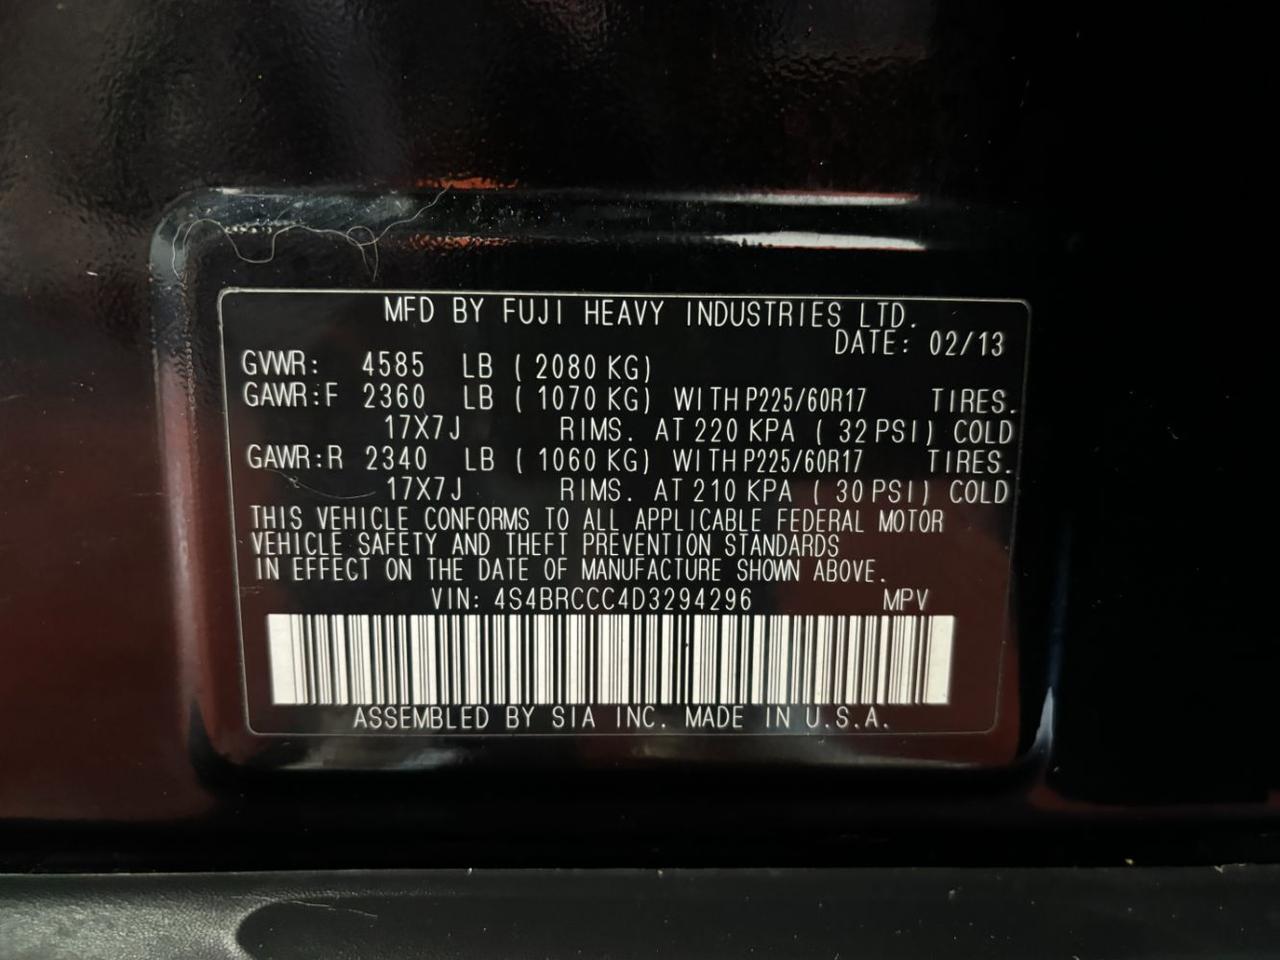 MFD BY FUJI HEAVY INDUSTRIES LTD.
DATE: 02/13
GVWR: 4585 LB ( 2080 KG)
GAWR:F 2360 LB ( 1070 KG) WITH P225/60R17 TIRES.
17X7J RIMS. AT 220 KPA ( 32 PSI) COLD
GAWR:R 2340 LB ( 1060 KG) WITH P225/60R17 TIRES.
17X7J RIMS. AT 210 KPA ( 30 PSI) COLD
THIS VEHICLE CONFORMS TO ALL APPLICABLE FEDERAL MOTOR
VEHICLE SAFETY AND THEFT PREVENTION STANDARDS
IN EFFECT ON THE DATE OF MANUFACTURE SHOWN ABOVE.
VIN: 4S4BRCCC4D3294296 MPV
ASSEMBLED BY SIA INC. MADE IN U.S.A.